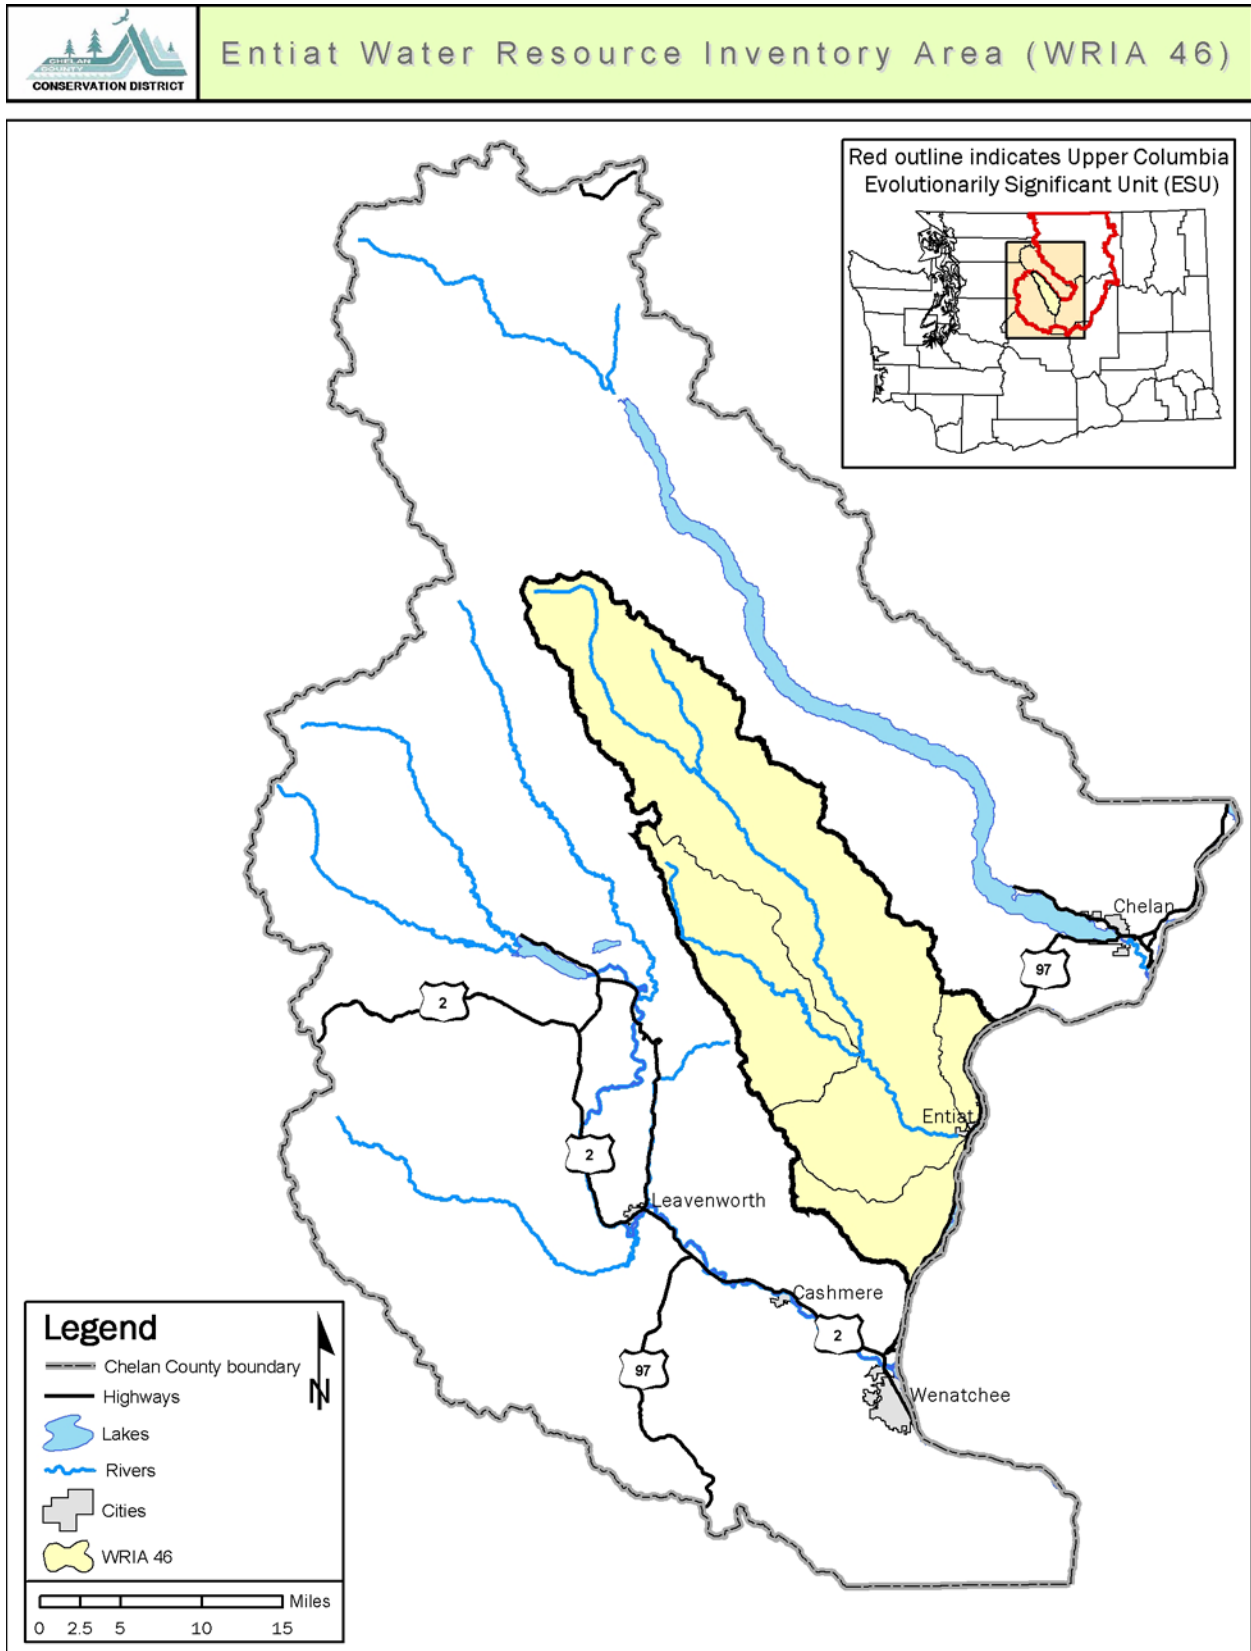 CHELAN
COUNTY
CONSERVATION DISTRICT
Entiat Water Resource Inventory Area (WRIA 46)
Red outline indicates Upper Columbia
Evolutionarily Significant Unit (ESU)
Chelan
97
2
Entiat
2
Leavenworth
Cashmere
2
97
Wenatchee
Legend
Chelan County boundary
Highways
N
Lakes
Rivers
Cities
WRIA 46
Miles
0 2.5 5 10 15